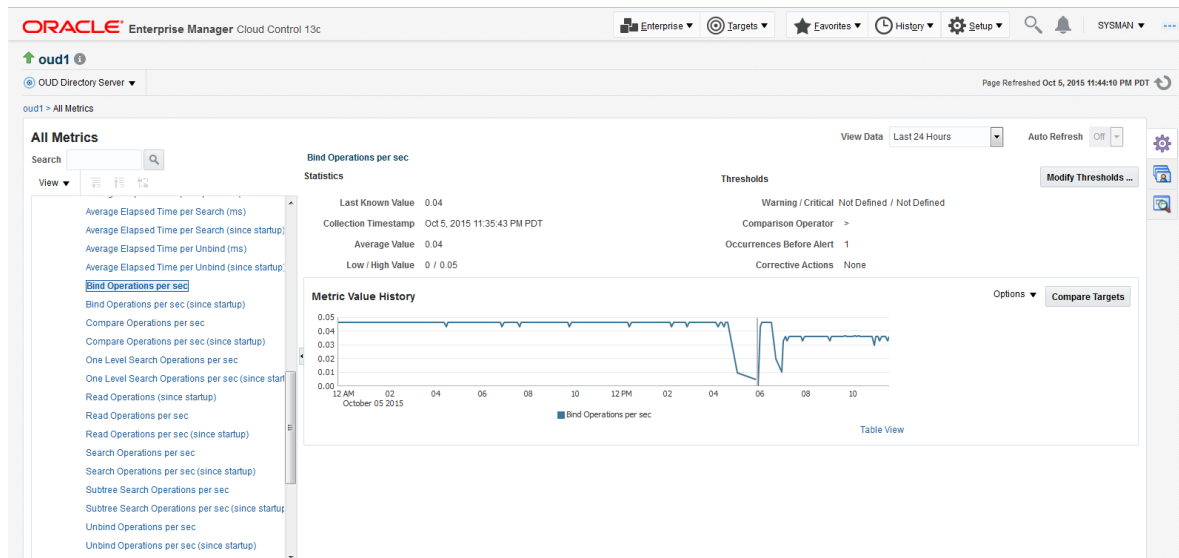 ORACLE Enterprise Manager Cloud Control 13c
Enterprise ▼ Targets ▼ Favorites ▼ History ▼ Setup ▼ SYSMAN ▼ ...
oud1
OUD Directory Server ▼
Page Refreshed Oct 5, 2015 11:44:10 PM PDT
oud1 > All Metrics
All Metrics
View Data Last 24 Hours
Auto Refresh Off
Search
View ▼
Average Elapsed Time per Search (ms)
Average Elapsed Time per Search (since startup)
Average Elapsed Time per Unbind (ms)
Average Elapsed Time per Unbind (since startup)
Bind Operations per sec
Bind Operations per sec (since startup)
Compare Operations per sec
Compare Operations per sec (since startup)
One Level Search Operations per sec
One Level Search Operations per sec (since start
Read Operations (since startup)
Read Operations per sec
Read Operations per sec (since startup)
Search Operations per sec
Search Operations per sec (since startup)
Subtree Search Operations per sec
Subtree Search Operations per sec (since startup
Unbind Operations per sec
Unbind Operations per sec (since startup)
Bind Operations per sec
Statistics
Last Known Value 0.04
Collection Timestamp Oct 5, 2015 11:35:43 PM PDT
Average Value 0.04
Low / High Value 0 / 0.05
Thresholds
Modify Thresholds ...
Warning / Critical Not Defined / Not Defined
Comparison Operator >
Occurrences Before Alert 1
Corrective Actions None
Metric Value History
Options ▼
Compare Targets
0.05
0.04
0.03
0.02
0.01
0.00
12 AM 02 04 06 08 10 12 PM 02 04 06 08 10
October 05 2015
Bind Operations per sec
Table View